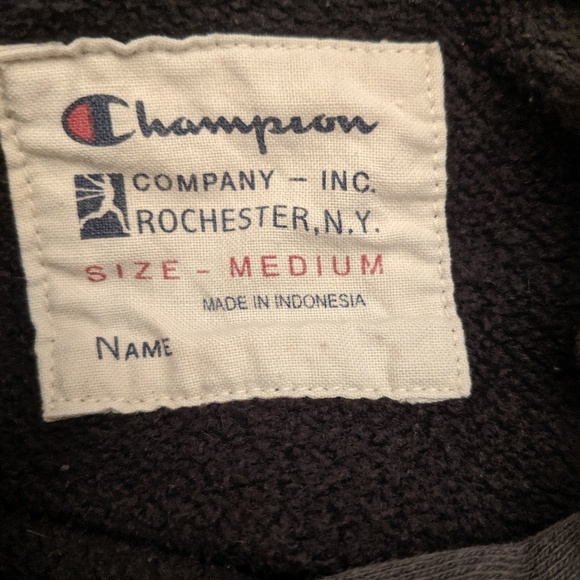 Champion
COMPANY – INC.
ROCHESTER, N.Y.
SIZE - MEDIUM
MADE IN INDONESIA
NAME